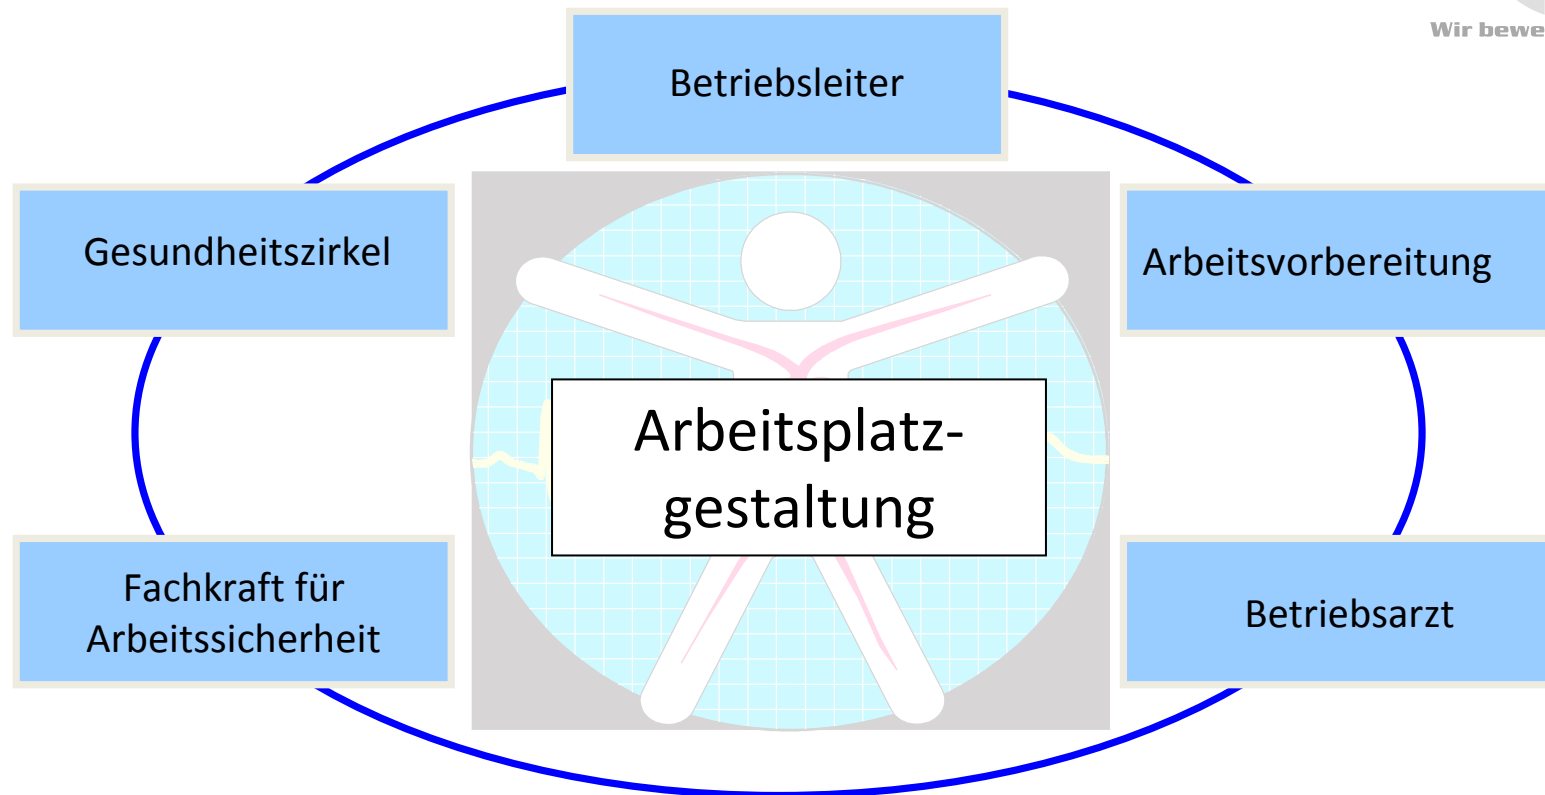 Wir bewe
Betriebsleiter
Gesundheitszirkel
Arbeitsvorbereitung
Arbeitsplatz-
gestaltung
Fachkraft für
Arbeitssicherheit
Betriebsarzt